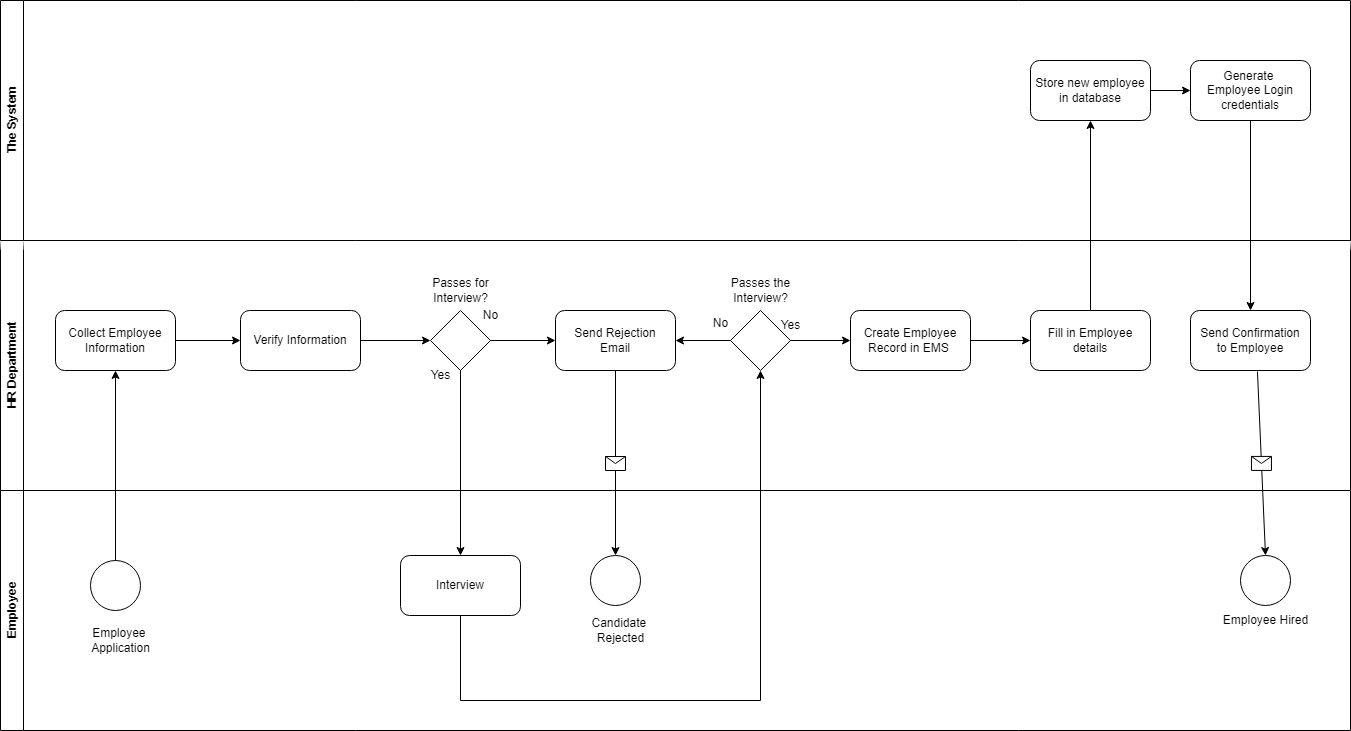 The System
Store new employee
in database
Generate
Employee Login
credentials
HR Department
Collect Employee
Information
Verify Information
Passes for
Interview?
No
Yes
Send Rejection
Email
Passes the
Interview?
No
Yes
Create Employee
Record in EMS
Fill in Employee
details
Send Confirmation
to Employee
Employee
Employee
Application
Interview
Candidate
Rejected
Employee Hired